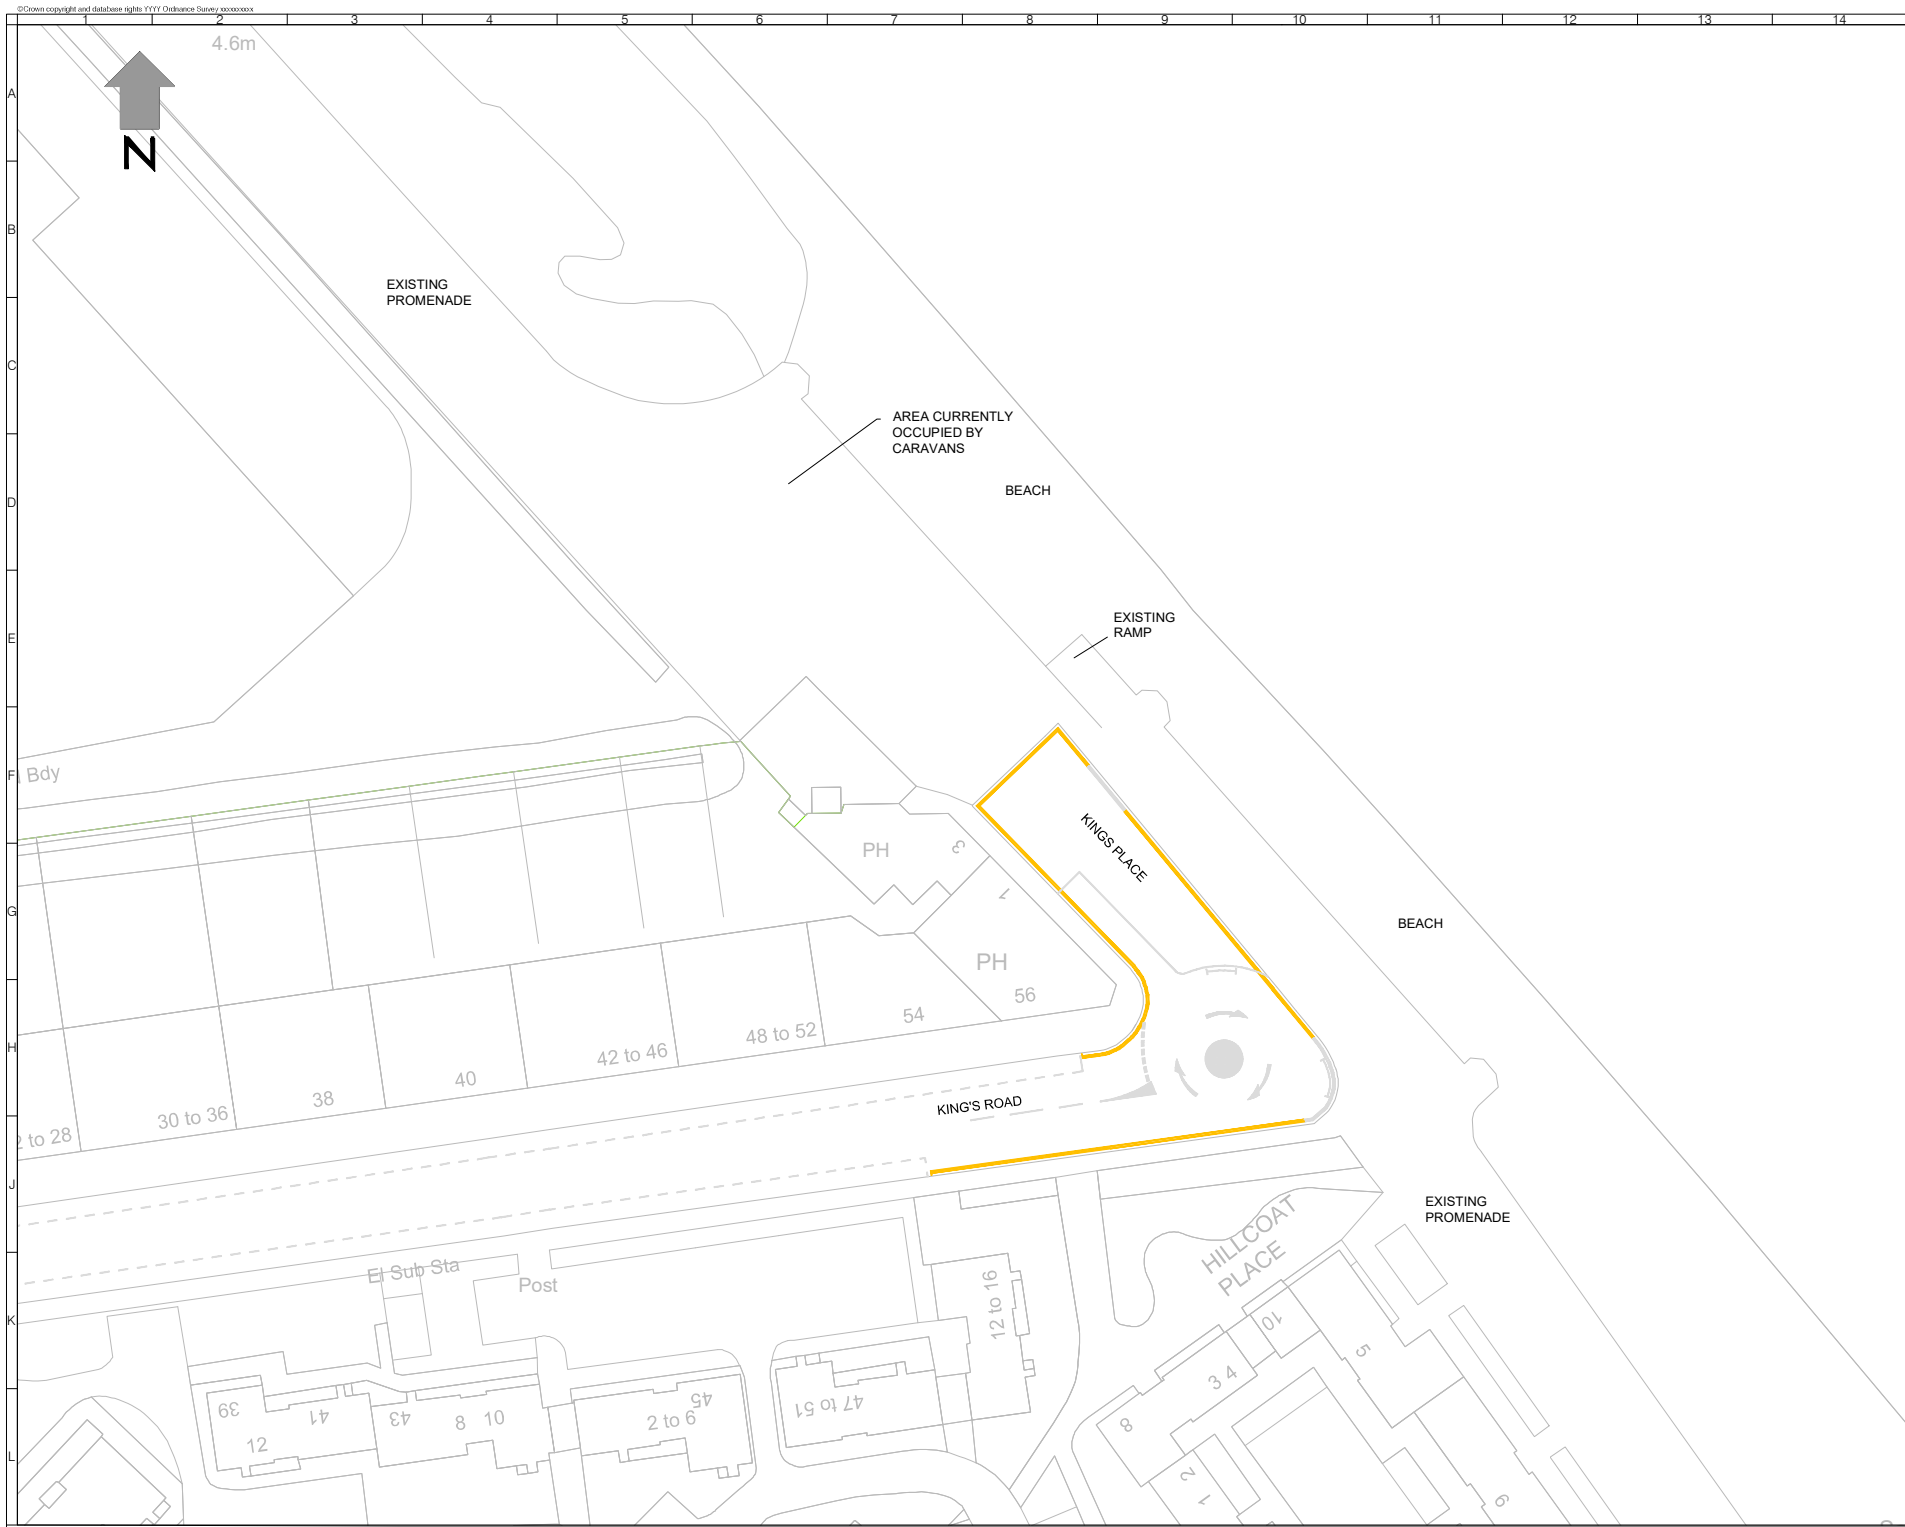 ©Crown copyright and database rights YYYY Ordnance Survey xxxxxxxxx
1 2 3 4 5 6 7 8 9 10 11 12 13 14
4.6m
A
N
B
EXISTING
PROMENADE
C
AREA CURRENTLY
OCCUPIED BY
CARAVANS
D
BEACH
E
EXISTING
RAMP
F
Bdy
KINGS PLACE
PH
3
G
1
BEACH
PH
56
54
H
48 to 52
42 to 46
40
38
30 to 36
2 to 28
KING'S ROAD
J
EXISTING
PROMENADE
HILLCOAT
PLACE
El Sub Sta
Post
K
12 to 16
10
5
3 4
39
41
43
8 10
45
2 to 6
47 to 51
8
12
L
2
1
9